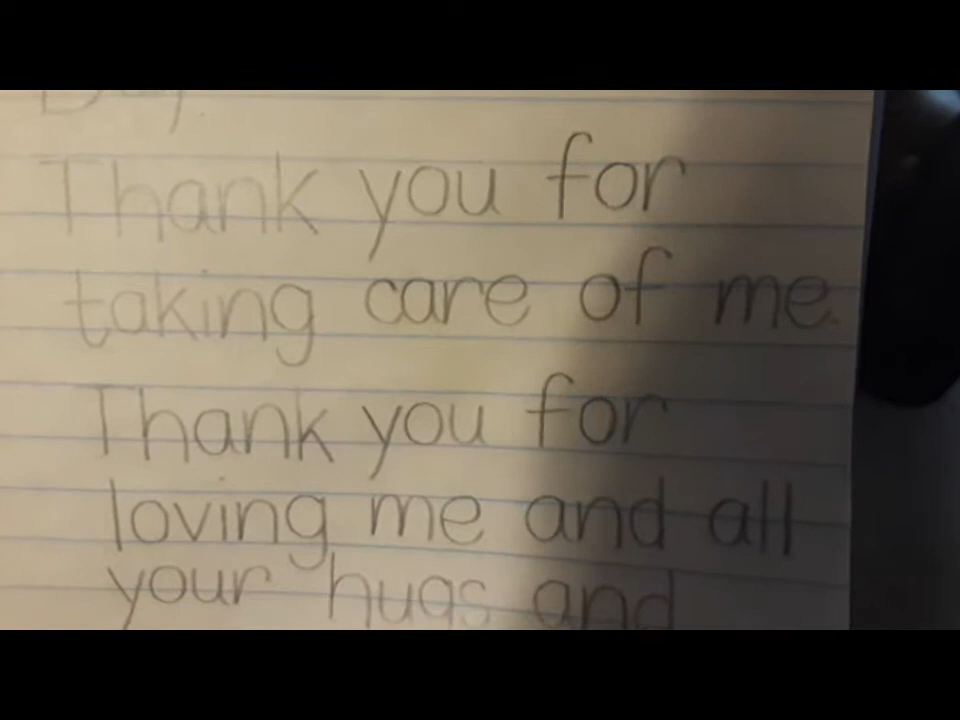 Thank you for
taking care of me.
Thank you for
loving me and all
your hugs and